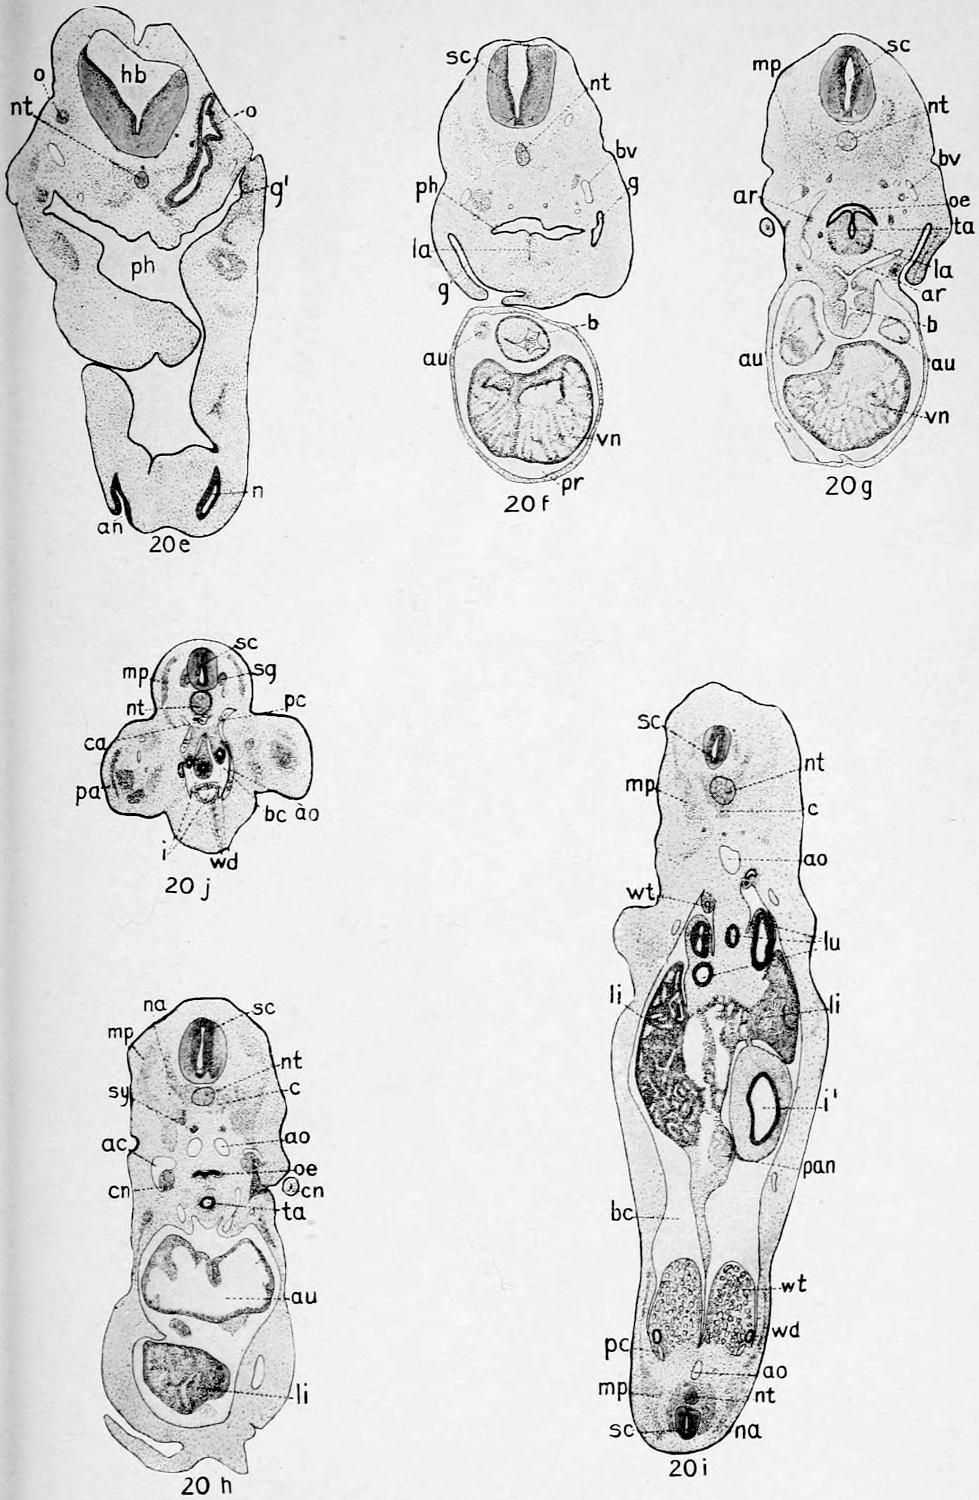 hb
o
nt
o
g'
ph
n
an
20e
sc
nt
bv
ph
g
la
g'
b
au
vn
pr
20f
sc
mp
nt
bv
ar
oe
ta
la
ar
b
au
au
vn
20g
sc
mp
sg
nt
pc
ca
pa
bc ao
i
wd
20j
sc
nt
mp
c
ao
wt
lu
li
li
i'
pan
bc
wt
wd
pc
ao
mp
nt
sc
na
20i
na
sc
mp
nt
sy
c
ac
ao
oe
cn
cn
ta
au
li
20h